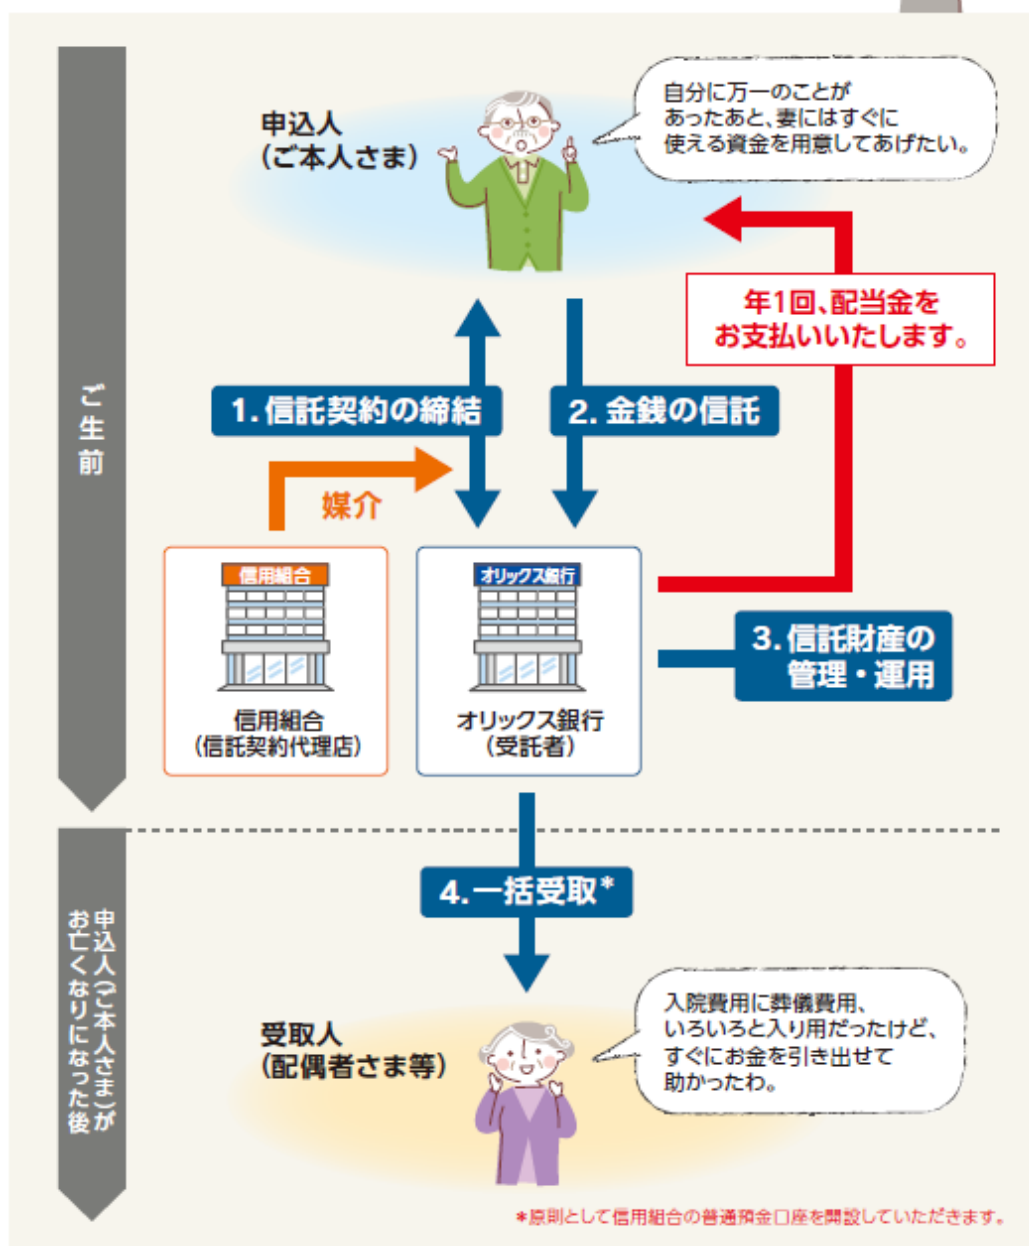 申込人
(ご本人さま)
自分に万一のことが
あったあと、妻にはすぐに
使える資金を用意してあげたい。
年1回、配当金を
お支払いいたします。
ご生前
1.信託契約の締結
2.金銭の信託
媒介
信用組合
オリックス銀行
信用組合
(信託契約代理店)
オリックス銀行
(受託者)
3.信託財産の
管理・運用
4.一括受取*
申込人(ご本人さま)が
お亡くなりになった後
受取人
(配偶者さま等)
入院費用に葬儀費用、
いろいろと入り用だったけど、
すぐにお金を引き出せて
助かったわ。
*原則として信用組合の普通預金口座を開設していただきます。